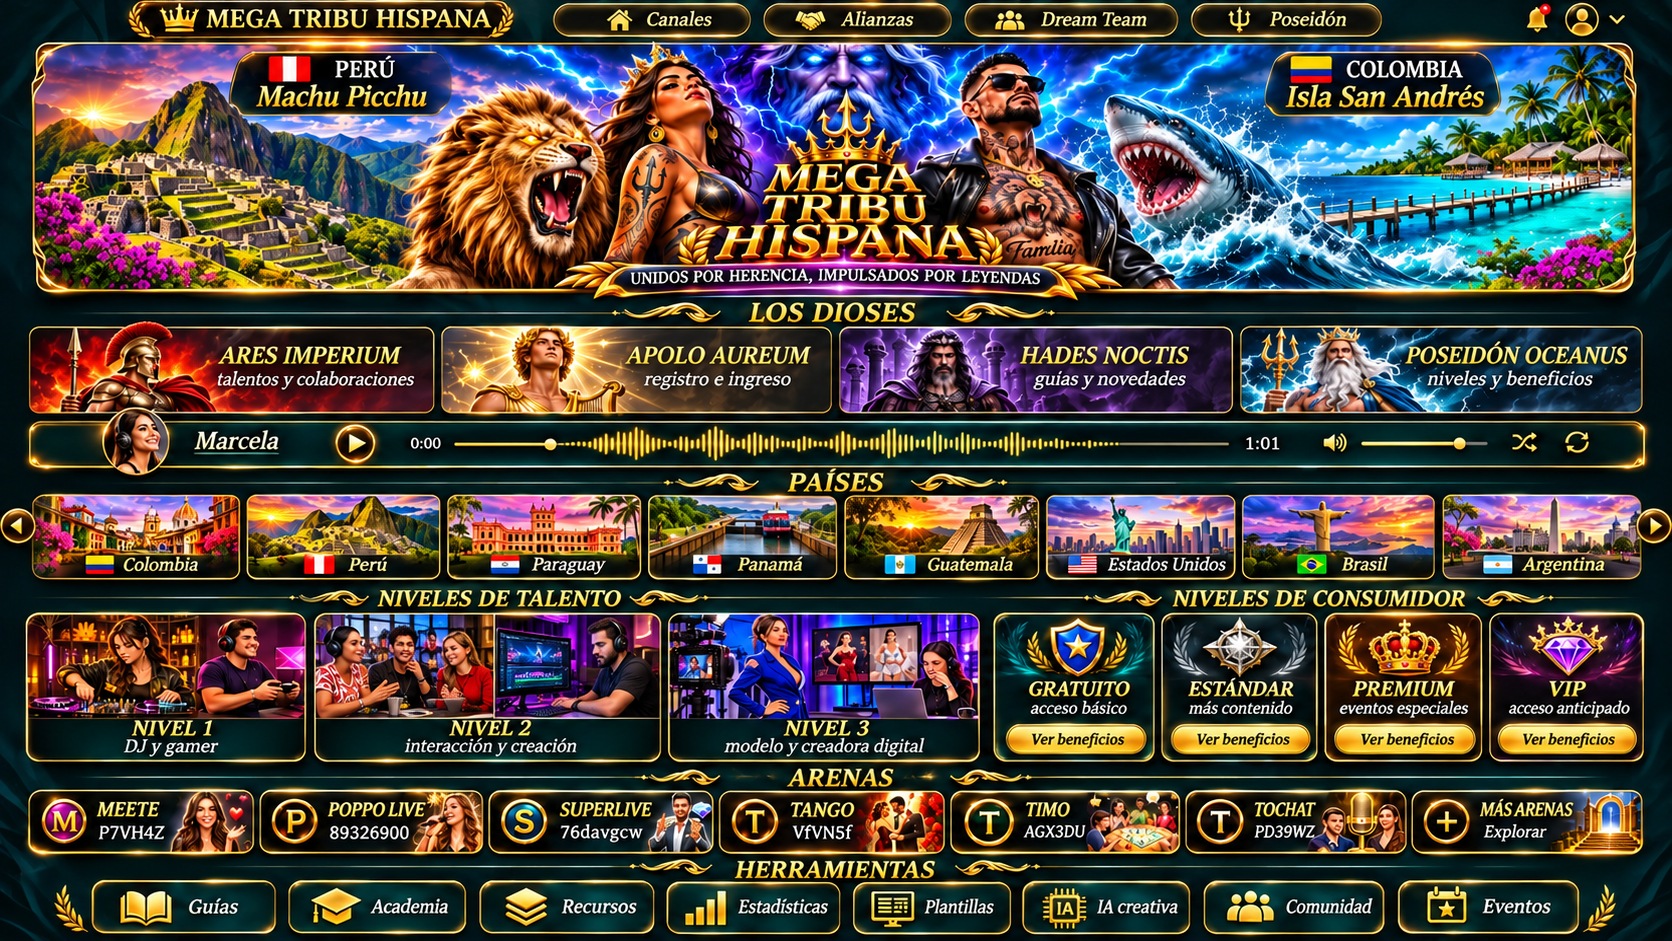 MEGA TRIBU HISPANA
Canales
Alianzas
Dream Team
Poseidón
PERÚ
Machu Picchu
COLOMBIA
Isla San Andrés
MEGA
TRIBU
HISPANA
Familia
UNIDOS POR HERENCIA, IMPULSADOS POR LEYENDAS
LOS DIOSES
ARES IMPERIUM
talentos y colaboraciones
APOLO AUREUM
registro e ingreso
HADES NOCTIS
guías y novedades
POSEIDÓN OCEANUS
niveles y beneficios
Marcela
0:00
1:01
PAÍSES
Colombia
Perú
Paraguay
Panamá
Guatemala
Estados Unidos
Brasil
Argentina
NIVELES DE TALENTO
NIVEL 1
DJ y gamer
NIVEL 2
interacción y creación
NIVEL 3
modelo y creadora digital
NIVELES DE CONSUMIDOR
GRATUITO
acceso básico
Ver beneficios
ESTÁNDAR
más contenido
Ver beneficios
PREMIUM
eventos especiales
Ver beneficios
VIP
acceso anticipado
Ver beneficios
ARENAS
M
MEETE
P7VH4Z
P
POPPO LIVE
89326900
S
SUPERLIVE
76davgcw
T
TANGO
VfVN5f
T
TIMO
AGX3DU
T
TOCHAT
PD39WZ
+
MÁS ARENAS
Explorar
HERRAMIENTAS
Guías
Academia
Recursos
Estadísticas
Plantillas
IA
IA creativa
Comunidad
Eventos